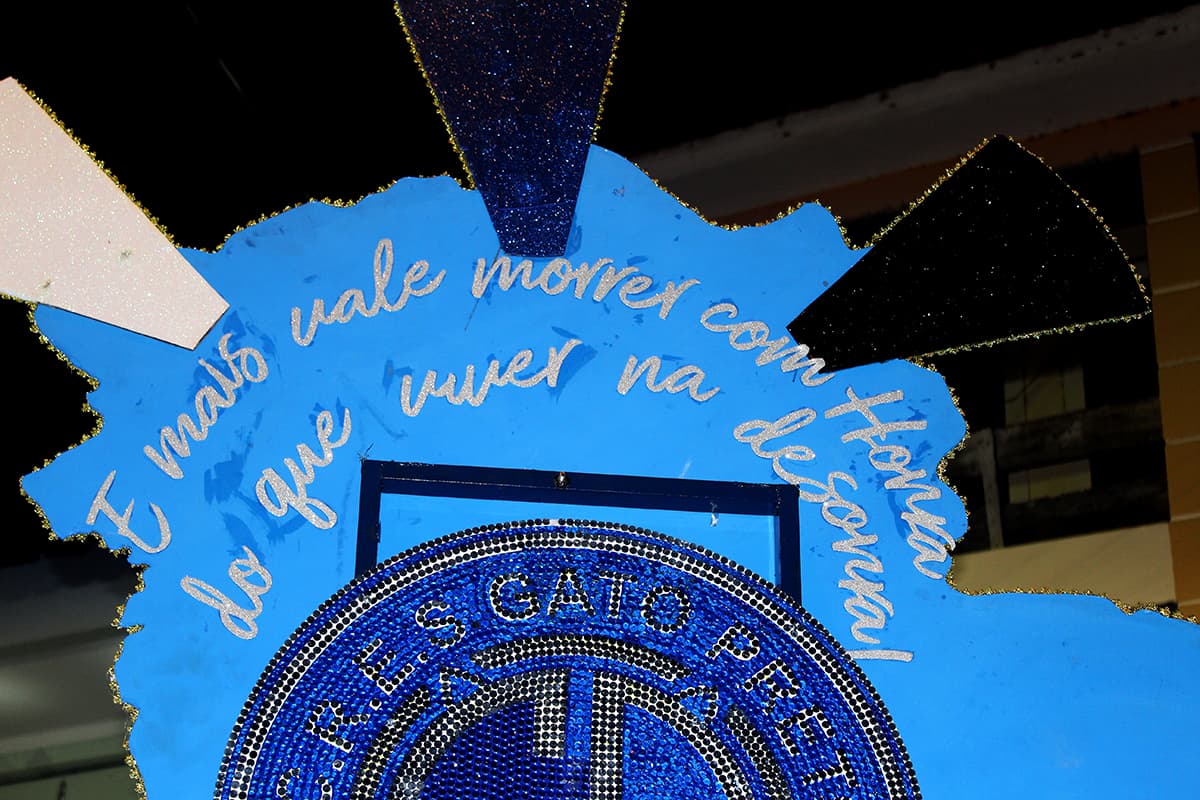 E mais vale morrer com Honra
do que viver na desonra!
G.R.E.S GATO PRET